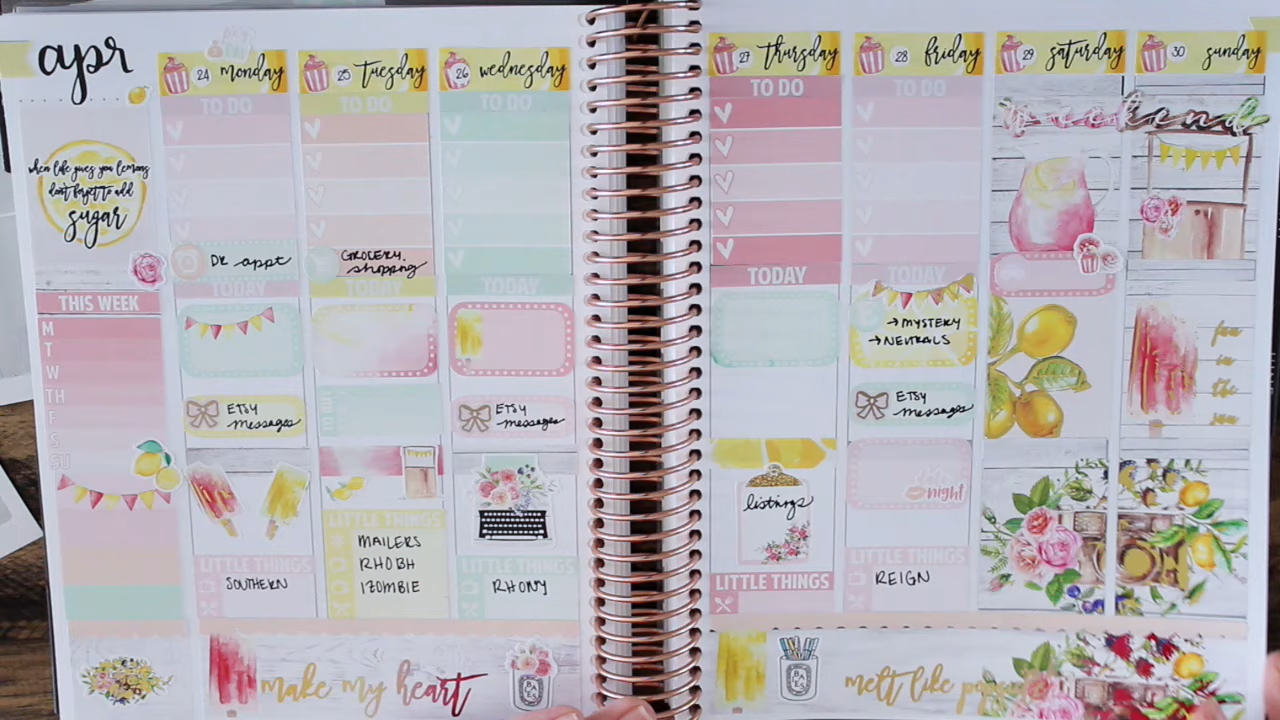 apr
24 monday
25 Tuesday
26 wednesday
27 thursday
28 friday
29 saturday
30 sunday
when life gives you lemons
don't forget to add
sugar
THIS WEEK
M
T
W
TH
F
S
SU
TO DO
DR appt
TODAY
ETSY
messages
LITTLE THINGS
SOUTHERN
TO DO
GROCERY
shopping
TODAY
LITTLE THINGS
MAILERS
RHOBH
IZOMBIE
TO DO
TODAY
ETSY
messages
LITTLE THINGS
RHONY
TO DO
TODAY
listings
LITTLE THINGS
TO DO
TODAY
→ MYSTERY
→ NEUTRALS
ETSY
messages
night
LITTLE THINGS
REIGN
weekend
fun
in
the
sun
make my heart
melt like